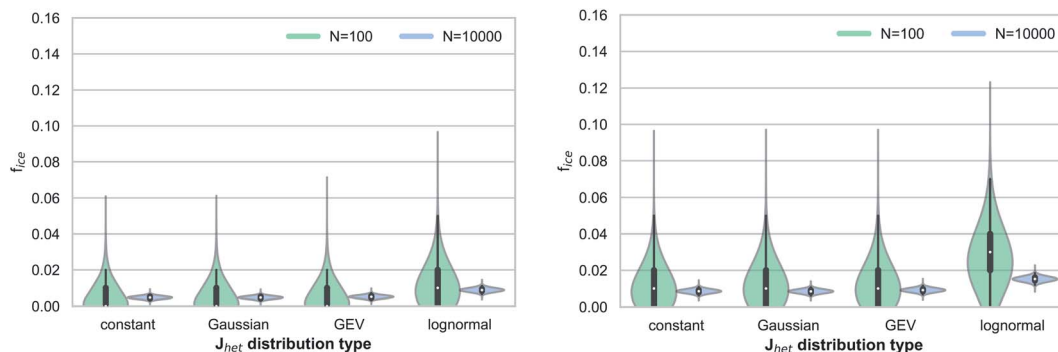 0.16
N=100 N=10000
0.14
0.12
0.10
f_ice
0.08
0.06
0.04
0.02
0.00
constant Gaussian GEV lognormal
J_het distribution type
0.16
N=100 N=10000
0.14
0.12
0.10
f_ice
0.08
0.06
0.04
0.02
0.00
constant Gaussian GEV lognormal
J_het distribution type